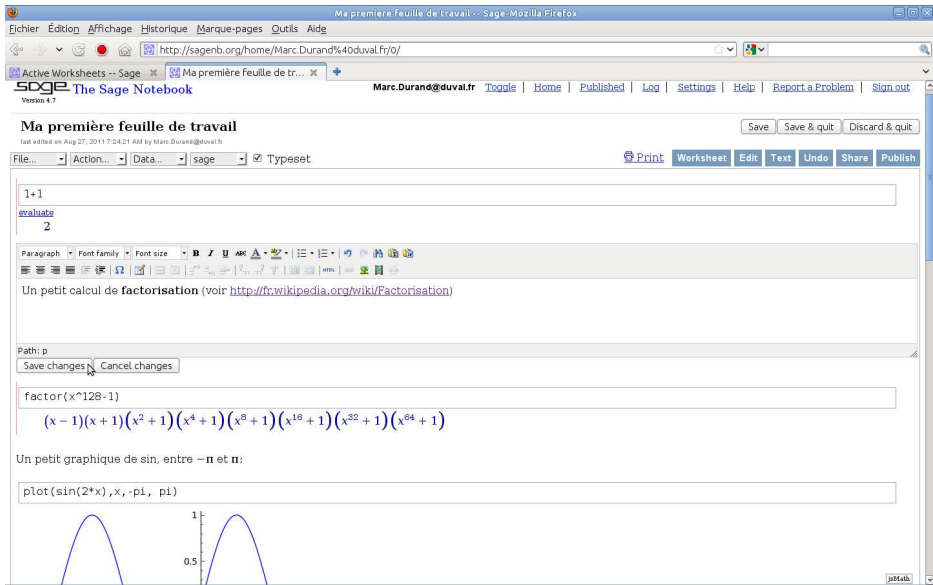 Ma première feuille de travail -- Sage-Mozilla Firefox
Fichier Édition Affichage Historique Marque-pages Outils Aide
http://sagenb.org/home/Marc.Durand%40duval.fr/0/
Active Worksheets -- Sage Ma première feuille de tr...
sage The Sage Notebook Marc.Durand@duval.fr Toggle | Home | Published | Log | Settings | Help | Report a Problem | Sign out
Version 4.7
Ma première feuille de travail Save Save & quit Discard & quit
last edited on Aug 27, 2011 7:24:21 AM by Marc.Durand@duval.fr
File... Action... Data... sage Typeset Print Worksheet Edit Text Undo Share Publish
1+1
evaluate
2
Paragraph Font family Font size B I U ABC A ab
Ω HTML
Un petit calcul de factorisation (voir http://fr.wikipedia.org/wiki/Factorisation)
Path: p
Save changes Cancel changes
factor(x^128-1)
(x − 1)(x + 1)(x² + 1)(x⁴ + 1)(x⁸ + 1)(x¹⁶ + 1)(x³² + 1)(x⁶⁴ + 1)
Un petit graphique de sin, entre −π et π:
plot(sin(2*x),x,-pi, pi)
1
0.5
jsMath